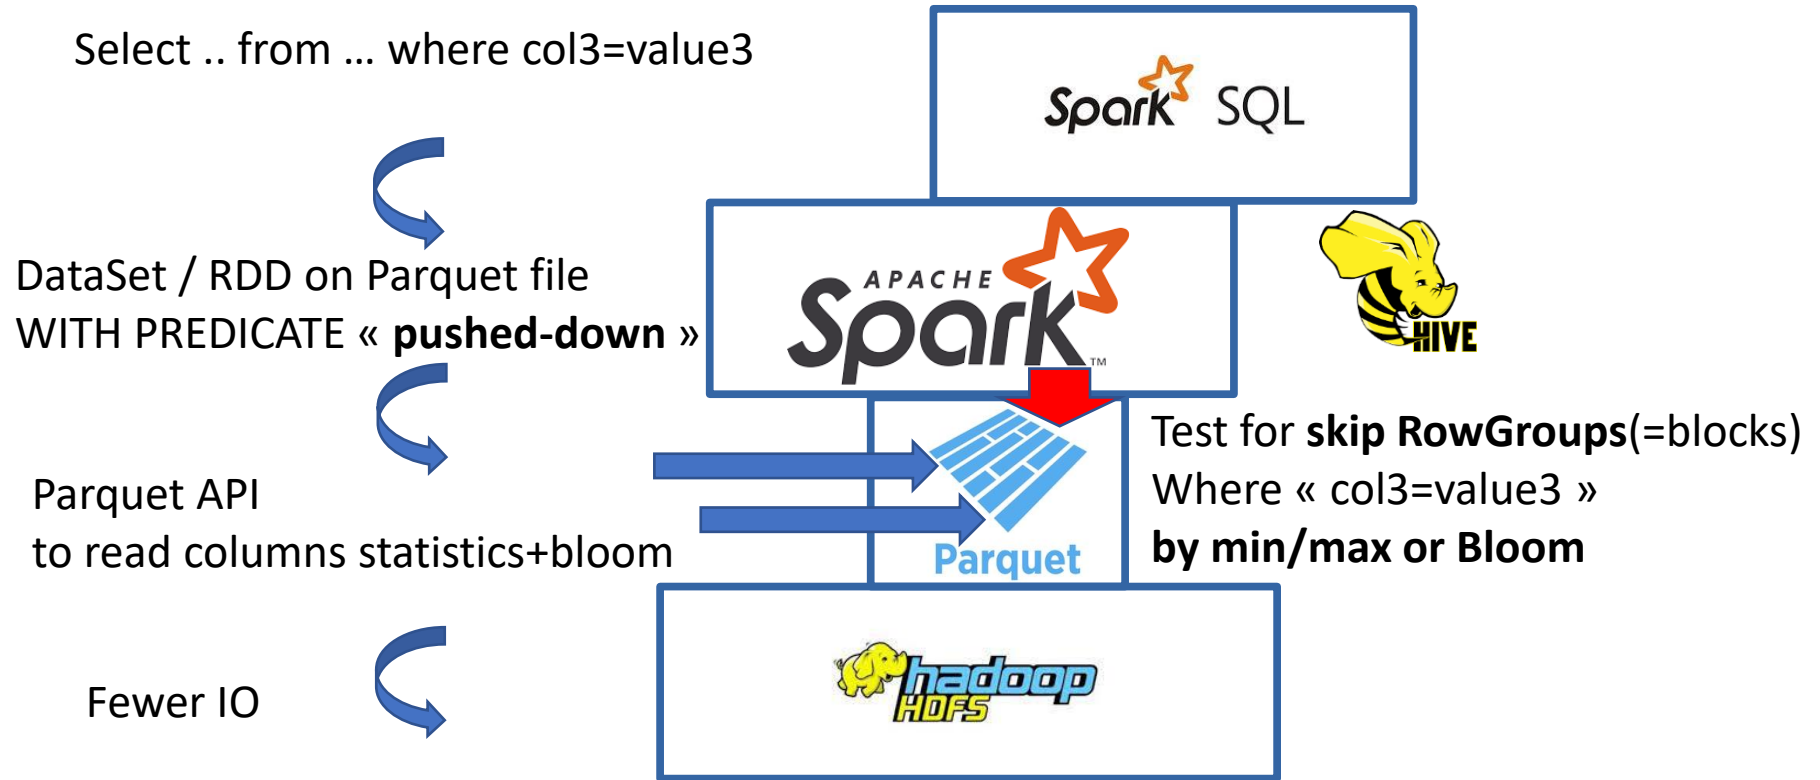 Select .. from ... where col3=value3
Spark SQL
DataSet / RDD on Parquet file
WITH PREDICATE « pushed-down »
APACHE
Spark
TM
HIVE
Parquet API
to read columns statistics+bloom
Parquet
Test for skip RowGroups(=blocks)
Where « col3=value3 »
by min/max or Bloom
Fewer IO
hadoop
HDFS